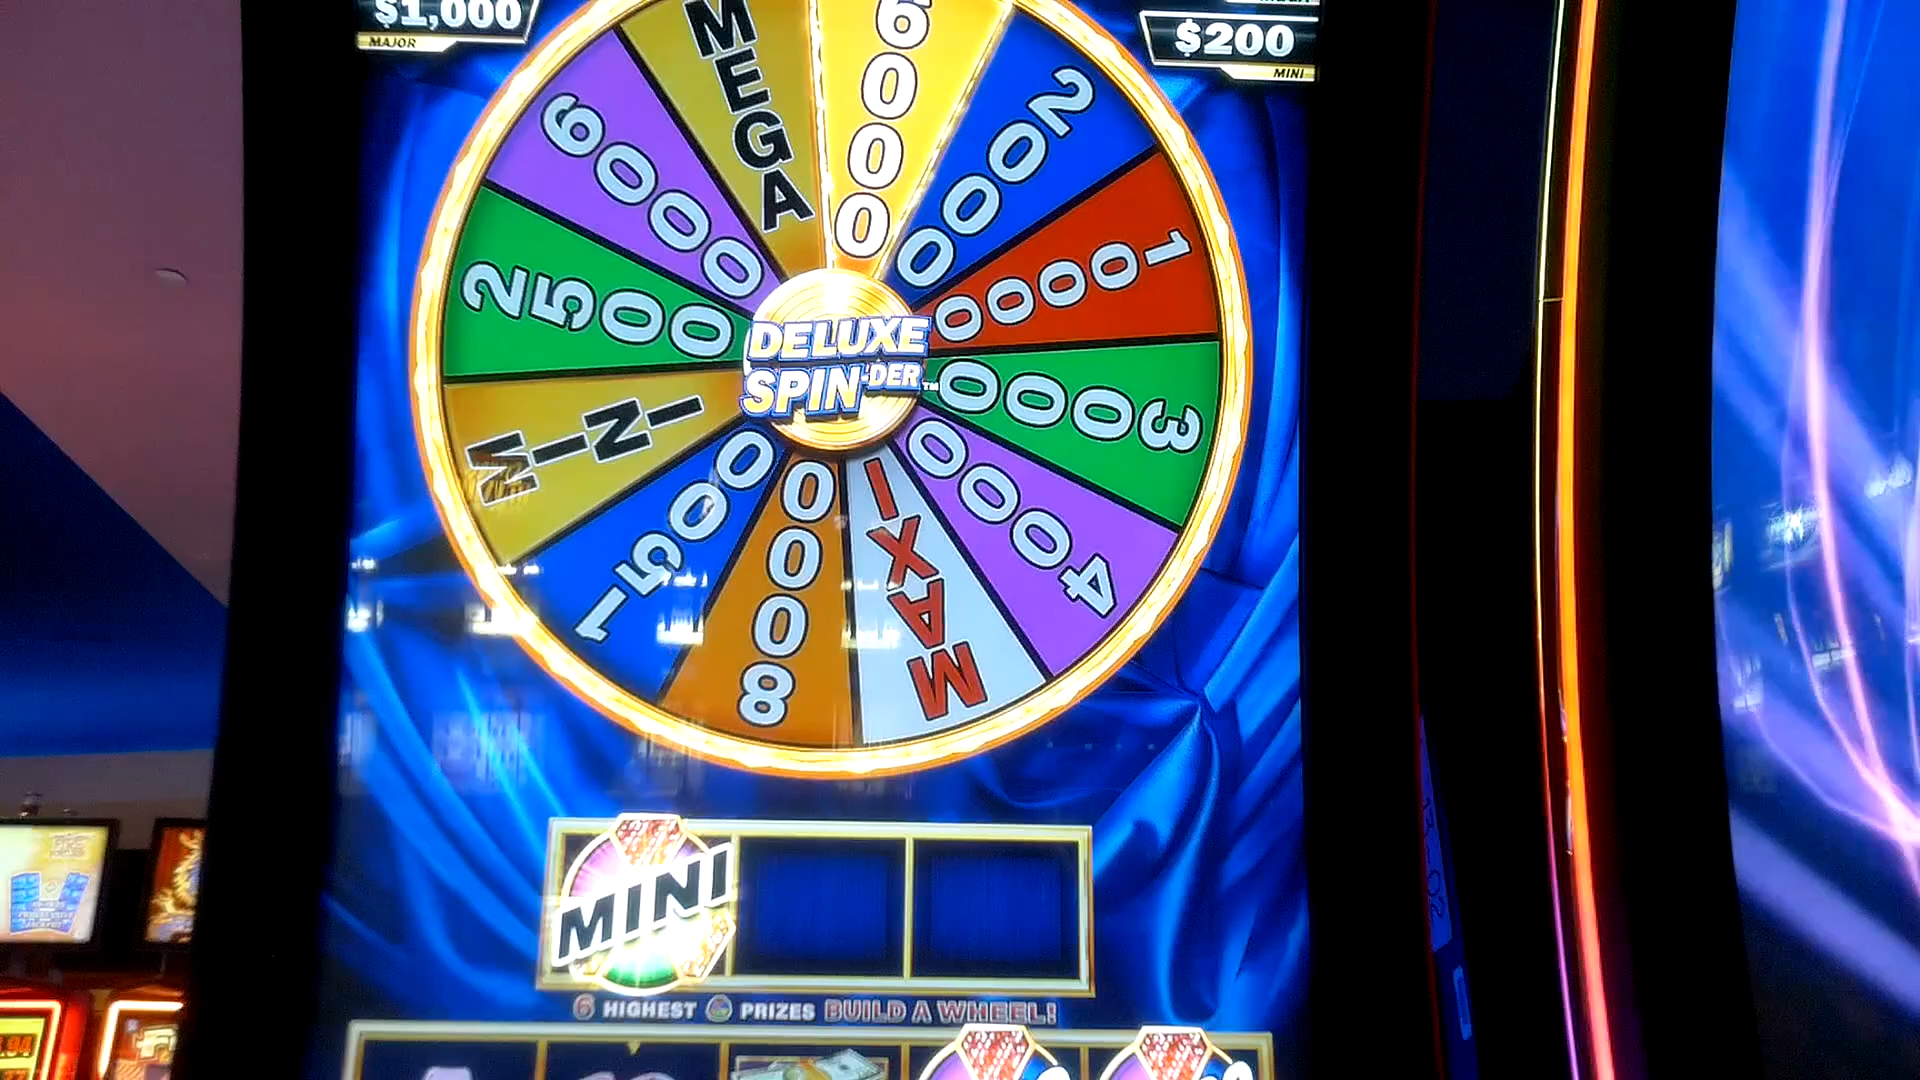 $1,000
MAJOR
$200
MINI
MEGA
6000
2000
1000
3000
4000
MAXI
8000
1500
MINI
2500
6000
DELUXE
SPIN-DER™
MINI
6 HIGHEST PRIZES BUILD A WHEEL!